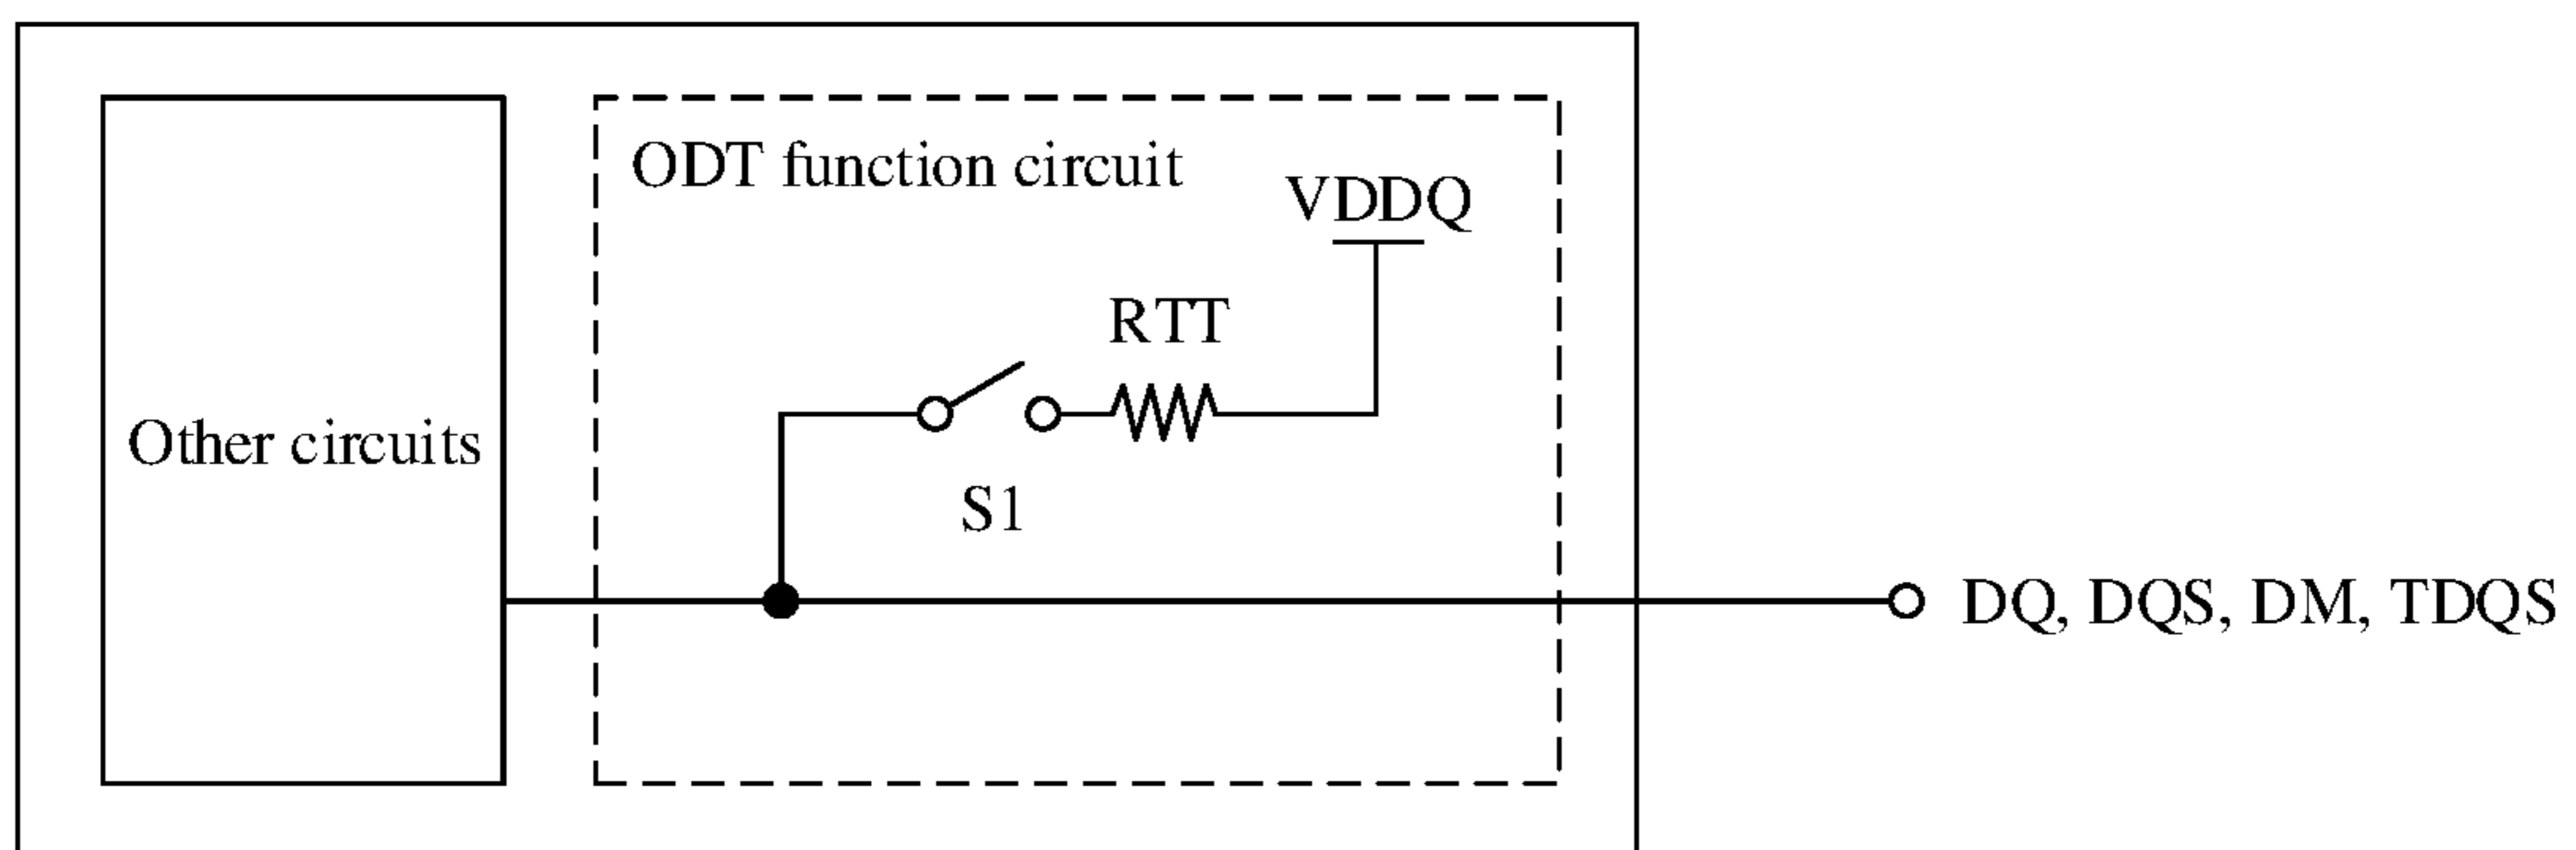 ODT function circuit
VDDQ
RTT
Other circuits
S1
DQ, DQS, DM, TDQS